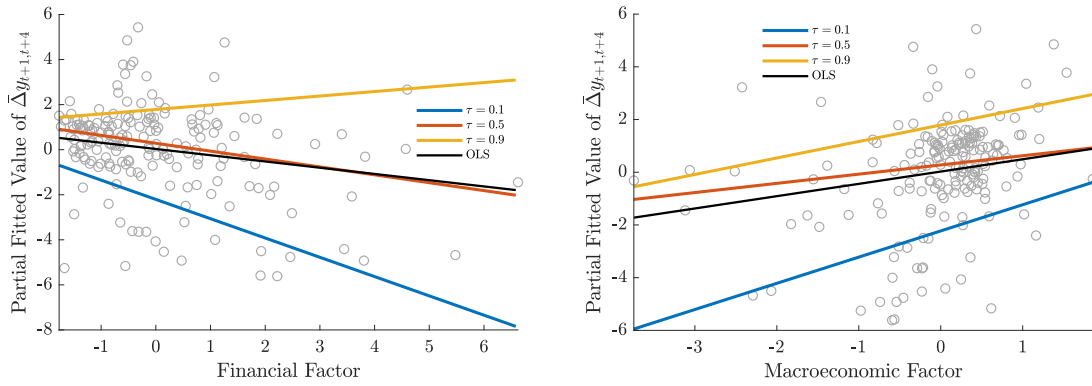 Partial Fitted Value of Δ̄y_{t+1,t+4}
6
4
2
0
-2
-4
-6
-8
τ = 0.1
τ = 0.5
τ = 0.9
OLS
-1 0 1 2 3 4 5 6
Financial Factor
Partial Fitted Value of Δ̄y_{t+1,t+4}
6
4
2
0
-2
-4
-6
τ = 0.1
τ = 0.5
τ = 0.9
OLS
-3 -2 -1 0 1
Macroeconomic Factor